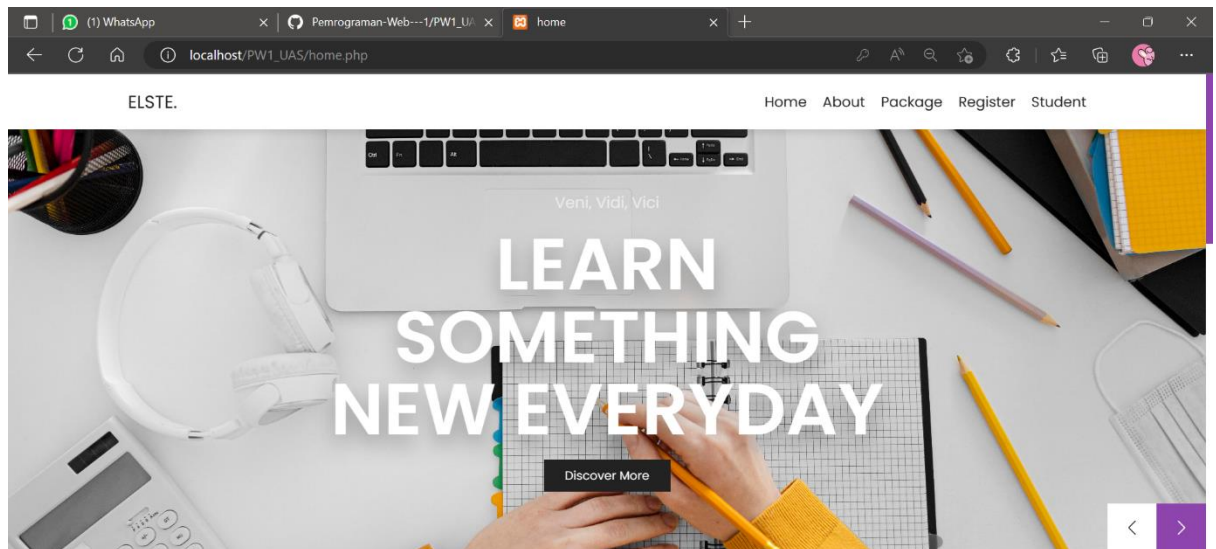 (1) WhatsApp
Pemrograman-Web---1/PW1_UA
home
localhost/PW1_UAS/home.php
ELSTE.
Home About Package Register Student
Veni, Vidi, Vici
LEARN
SOMETHING
NEW EVERYDAY
Discover More